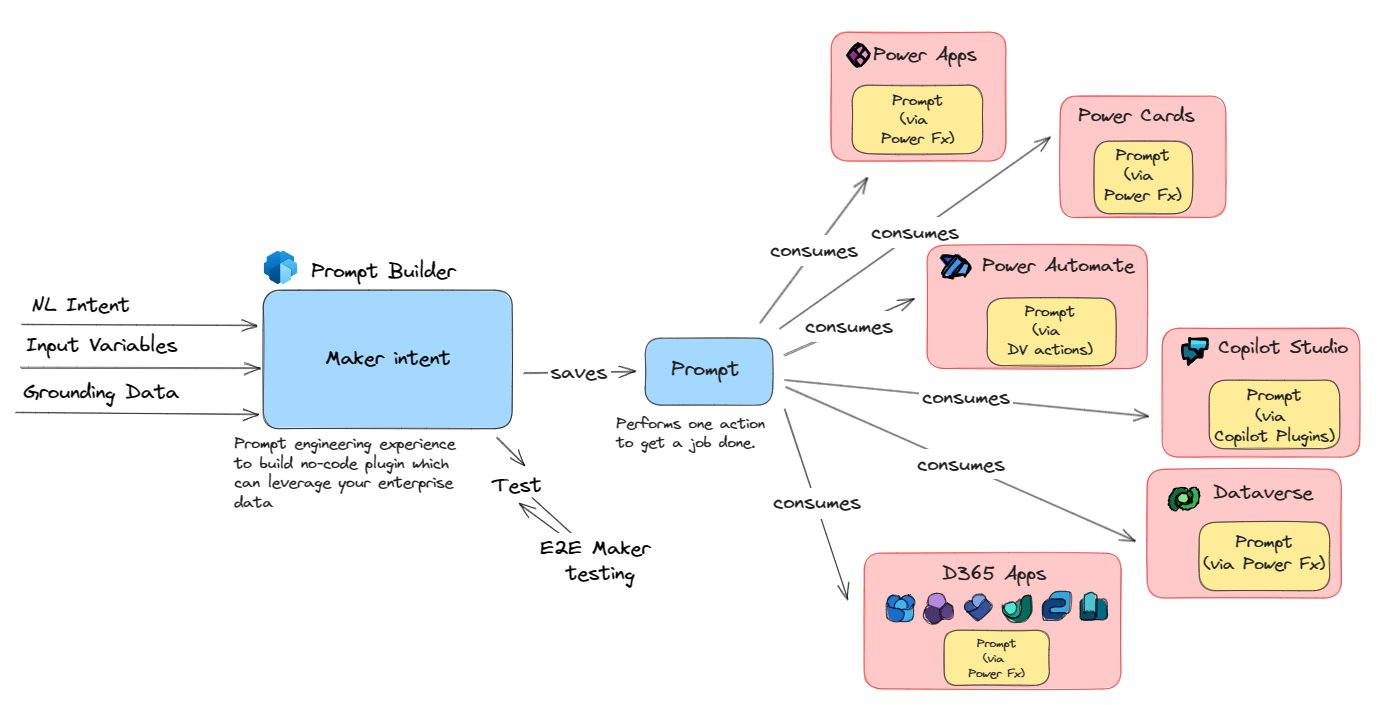 Power Apps
Prompt
(via
Power Fx)
Power Cards
Prompt
(via
Power Fx)
consumes
consumes
Prompt Builder
Power Automate
Prompt
(via
DV actions)
NL Intent
Input Variables
Grounding Data
Maker intent
consumes
saves
Prompt
Copilot Studio
Prompt
(via
Copilot Plugins)
consumes
Performs one action
to get a job done.
Prompt engineering experience
to build no-code plugin which
can leverage your enterprise
data
consumes
Test
consumes
Dataverse
Prompt
(via Power Fx)
E2E Maker
testing
D365 Apps
Prompt
(via
Power Fx)